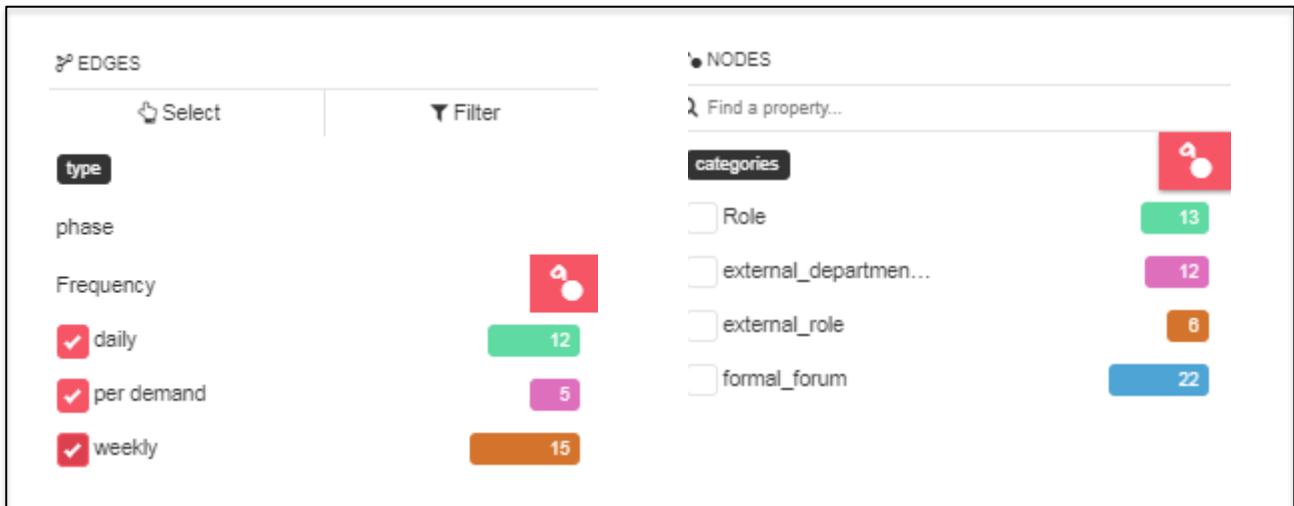 EDGES
Select
Filter
type
phase
Frequency
daily 12
per demand 5
weekly 15
NODES
Find a property...
categories
Role 13
external_departmen... 12
external_role 6
formal_forum 22